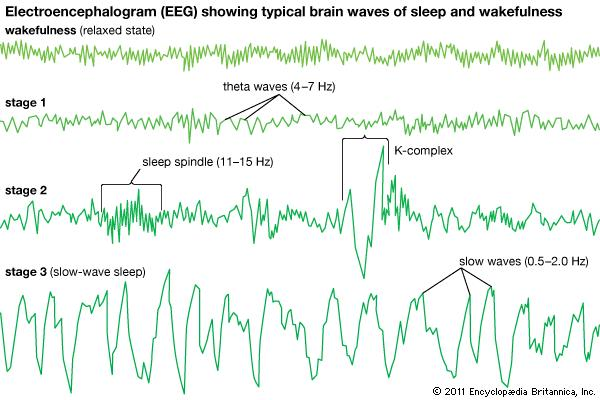 Electroencephalogram (EEG) showing typical brain waves of sleep and wakefulness
wakefulness (relaxed state)
theta waves (4–7 Hz)
stage 1
K-complex
sleep spindle (11–15 Hz)
stage 2
slow waves (0.5–2.0 Hz)
stage 3 (slow-wave sleep)
© 2011 Encyclopædia Britannica, Inc.